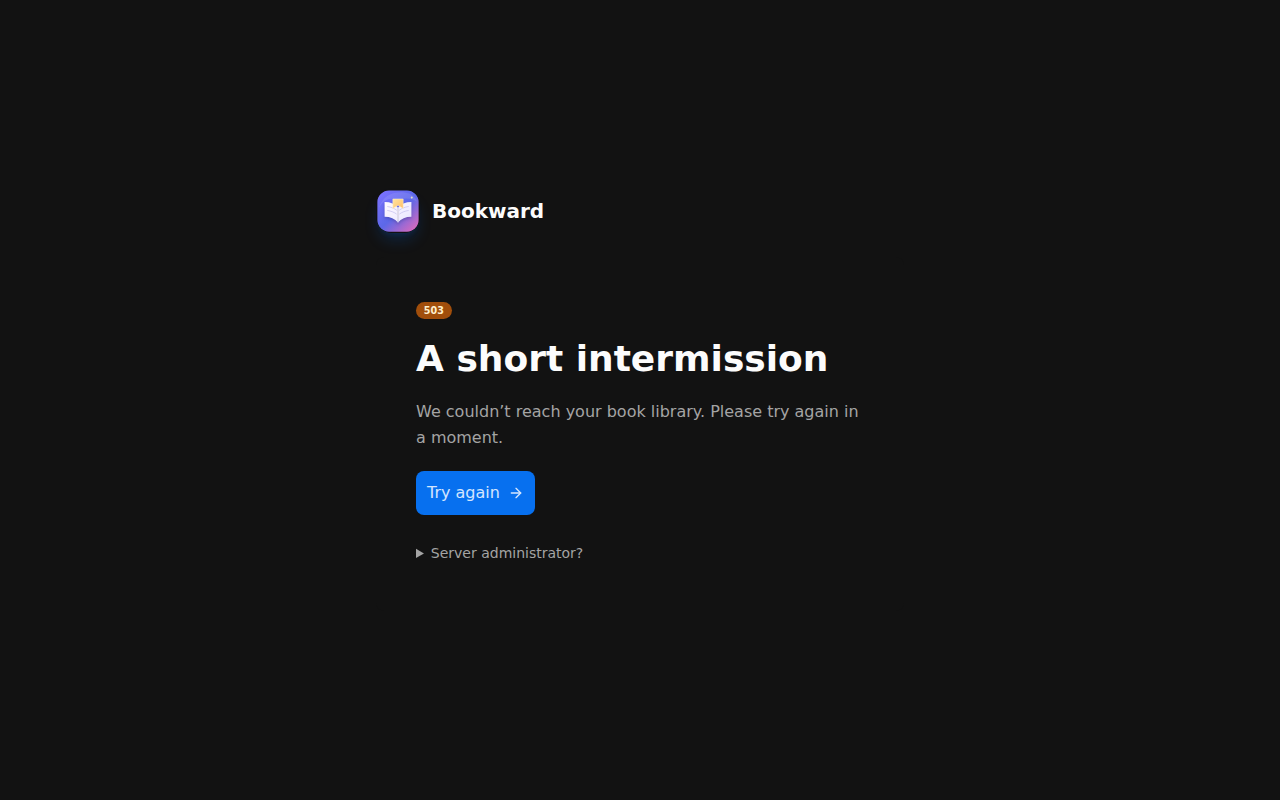 Bookward
503
A short intermission
We couldn’t reach your book library. Please try again in
a moment.
Try again →
▶ Server administrator?